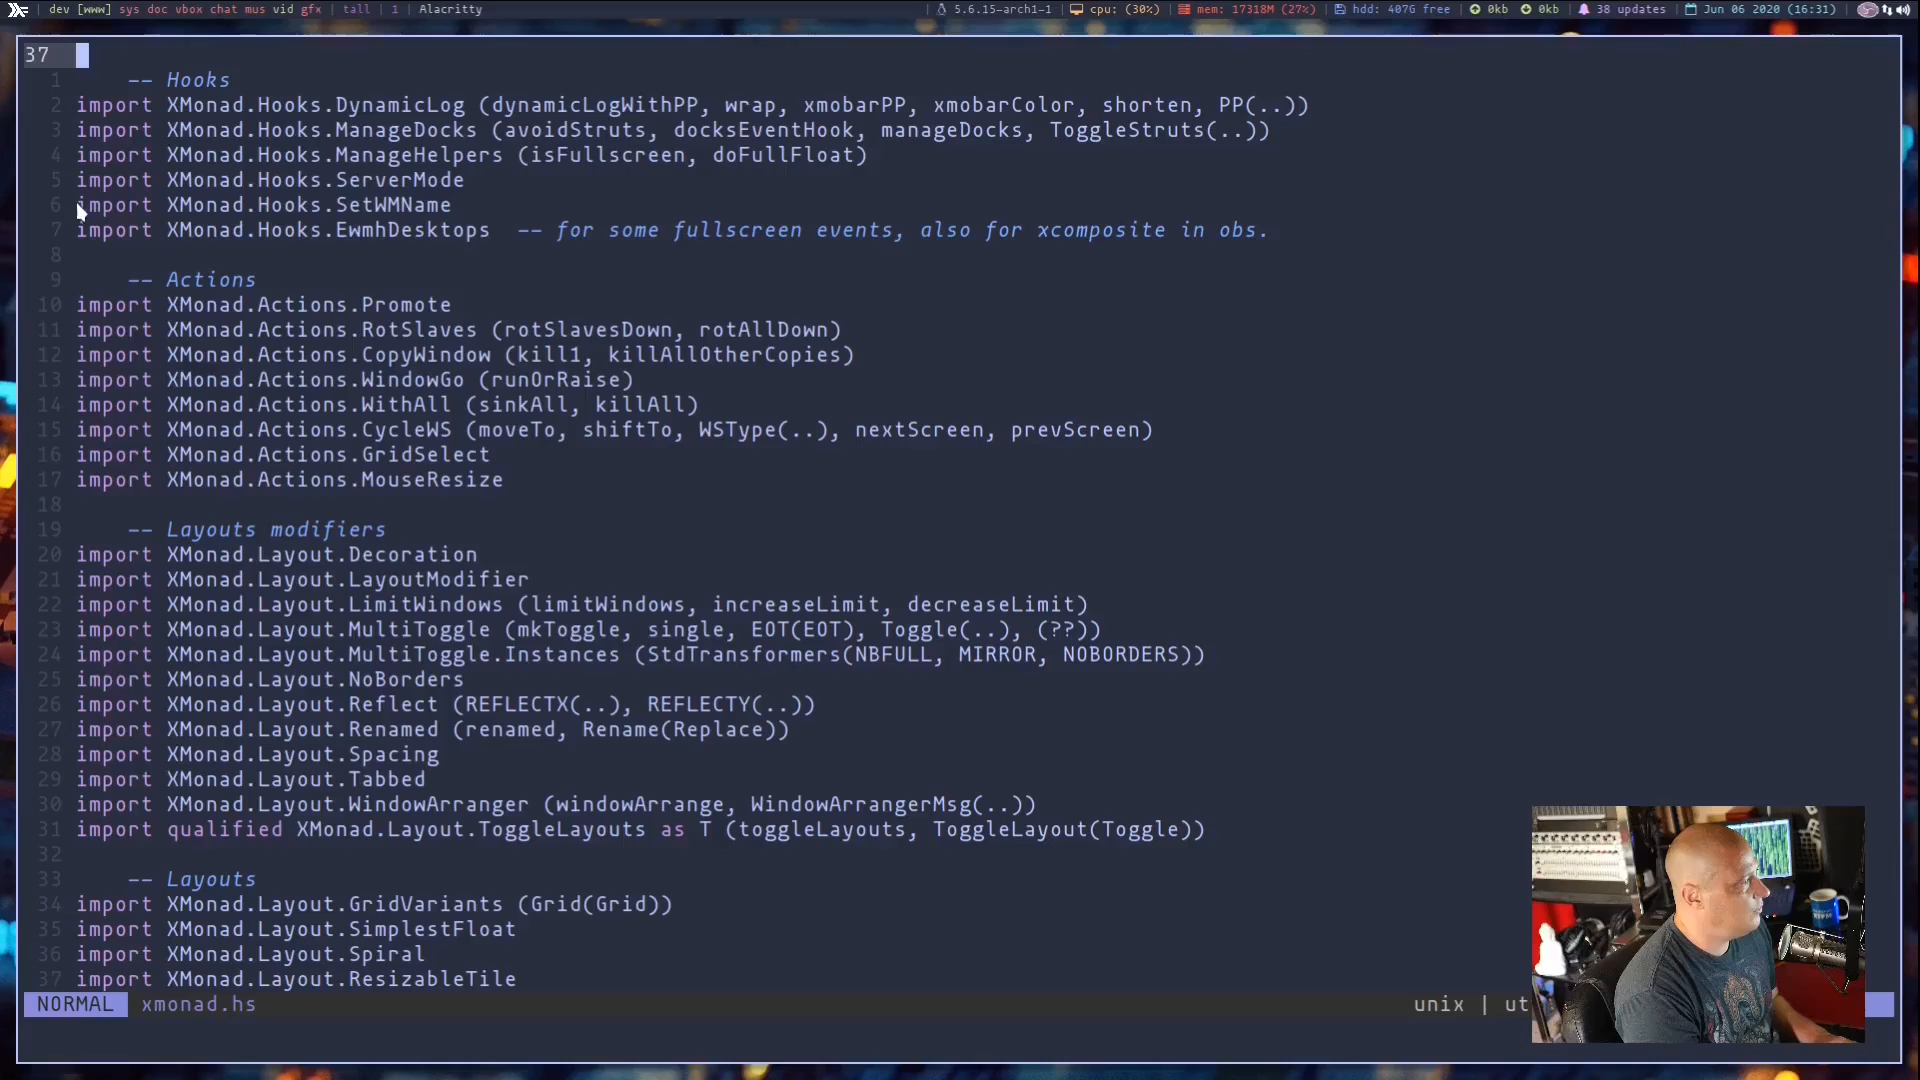 dev [www] sys doc vbox chat mus vid gfx | tall | 1 | Alacritty | 5.6.15-arch1-1 | cpu: (30%) | mem: 17318M (27%) | hdd: 407G free | 0kb 0kb | 38 updates | Jun 06 2020 (16:31)
37
1 -- Hooks
2 import XMonad.Hooks.DynamicLog (dynamicLogWithPP, wrap, xmobarPP, xmobarColor, shorten, PP(..))
3 import XMonad.Hooks.ManageDocks (avoidStruts, docksEventHook, manageDocks, ToggleStruts(..))
4 import XMonad.Hooks.ManageHelpers (isFullscreen, doFullFloat)
5 import XMonad.Hooks.ServerMode
6 import XMonad.Hooks.SetWMName
7 import XMonad.Hooks.EwmhDesktops -- for some fullscreen events, also for xcomposite in obs.
8
9 -- Actions
10 import XMonad.Actions.Promote
11 import XMonad.Actions.RotSlaves (rotSlavesDown, rotAllDown)
12 import XMonad.Actions.CopyWindow (kill1, killAllOtherCopies)
13 import XMonad.Actions.WindowGo (runOrRaise)
14 import XMonad.Actions.WithAll (sinkAll, killAll)
15 import XMonad.Actions.CycleWS (moveTo, shiftTo, WSType(..), nextScreen, prevScreen)
16 import XMonad.Actions.GridSelect
17 import XMonad.Actions.MouseResize
18
19 -- Layouts modifiers
20 import XMonad.Layout.Decoration
21 import XMonad.Layout.LayoutModifier
22 import XMonad.Layout.LimitWindows (limitWindows, increaseLimit, decreaseLimit)
23 import XMonad.Layout.MultiToggle (mkToggle, single, EOT(EOT), Toggle(..), (??))
24 import XMonad.Layout.MultiToggle.Instances (StdTransformers(NBFULL, MIRROR, NOBORDERS))
25 import XMonad.Layout.NoBorders
26 import XMonad.Layout.Reflect (REFLECTX(..), REFLECTY(..))
27 import XMonad.Layout.Renamed (renamed, Rename(Replace))
28 import XMonad.Layout.Spacing
29 import XMonad.Layout.Tabbed
30 import XMonad.Layout.WindowArranger (windowArrange, WindowArrangerMsg(..))
31 import qualified XMonad.Layout.ToggleLayouts as T (toggleLayouts, ToggleLayout(Toggle))
32
33 -- Layouts
34 import XMonad.Layout.GridVariants (Grid(Grid))
35 import XMonad.Layout.SimplestFloat
36 import XMonad.Layout.Spiral
37 import XMonad.Layout.ResizableTile
NORMAL xmonad.hs unix | ut